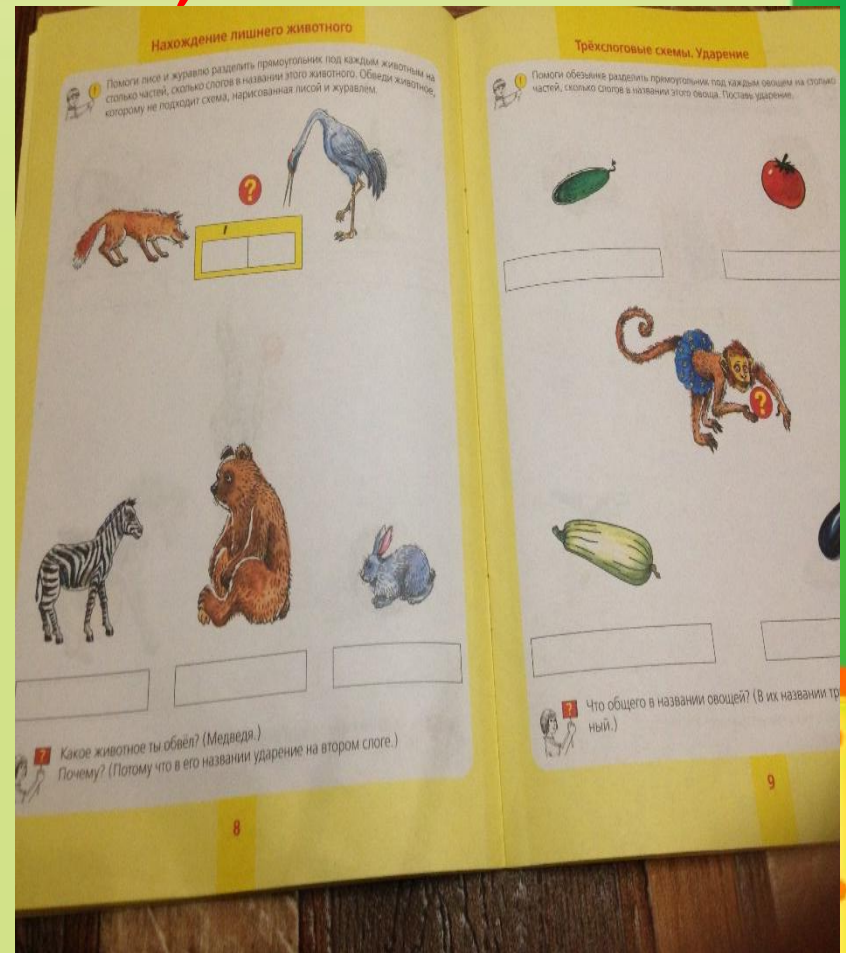 Нахождение лишнего животного
Помоги лисе и журавлю разделить прямоугольник под каждым животным на
столько частей, сколько слогов в названии этого животного. Обведи животное,
которому не подходит схема, нарисованная лисой и журавлём.
?
Какое животное ты обвёл? (Медведя.)
Почему? (Потому что в его названии ударение на втором слоге.)
8
Трёхслоговые схемы. Ударение
Помоги обезьянке разделить прямоугольник под каждым овощем на столько
частей, сколько слогов в названии этого овоща. Поставь ударение.
?
Что общего в названии овощей? (В их названии
ный.)
9